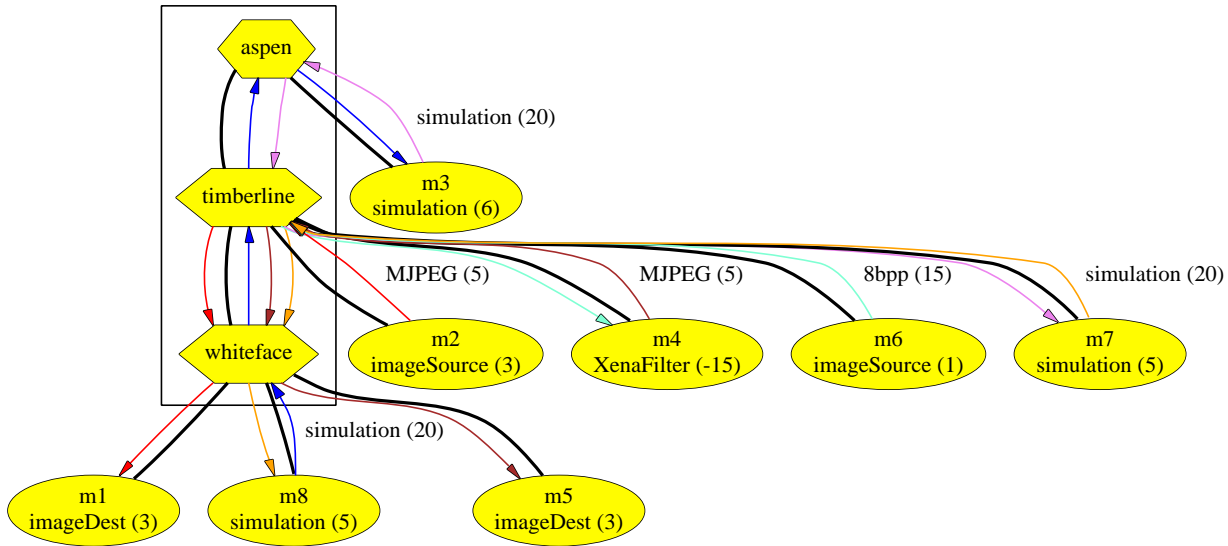 aspen
simulation (20)
m3
simulation (6)
timberline
MJPEG (5)
MJPEG (5)
8bpp (15)
simulation (20)
whiteface
m2
imageSource (3)
m4
XenaFilter (-15)
m6
imageSource (1)
m7
simulation (5)
simulation (20)
m1
imageDest (3)
m8
simulation (5)
m5
imageDest (3)